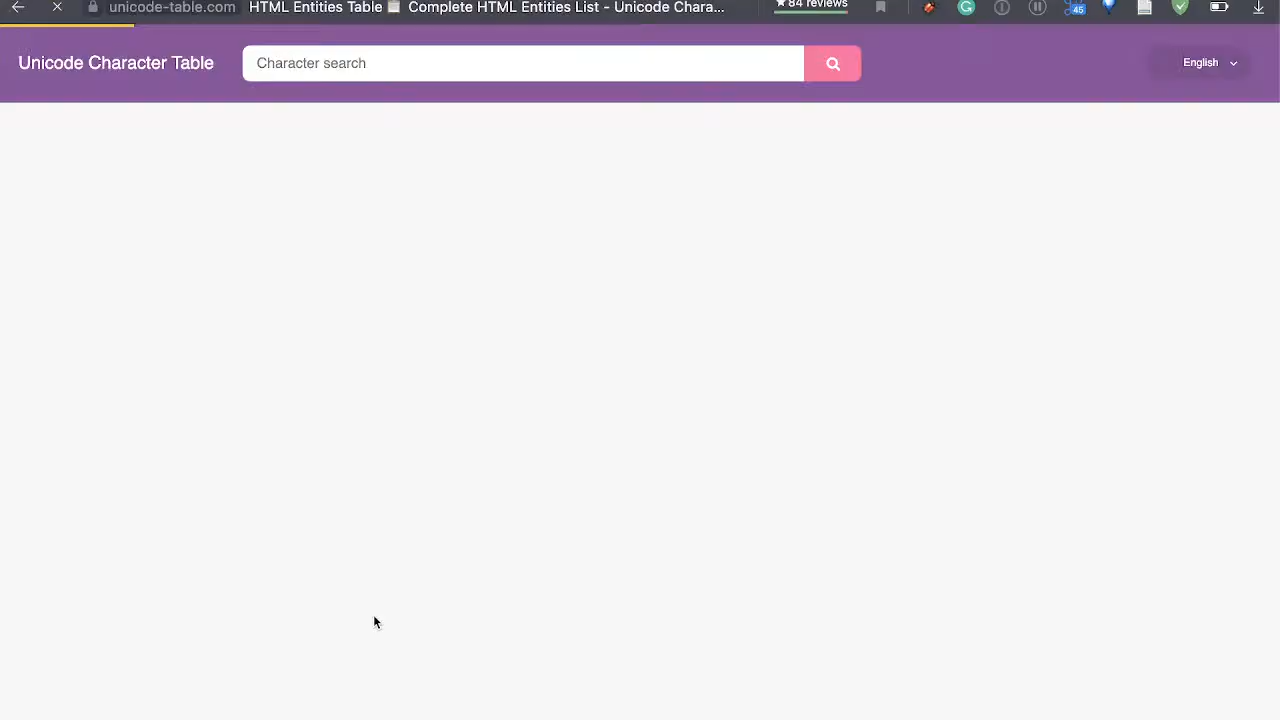 unicode-table.com HTML Entities Table 📋 Complete HTML Entities List - Unicode Chara... ★ 84 reviews 45
Unicode Character Table Character search English